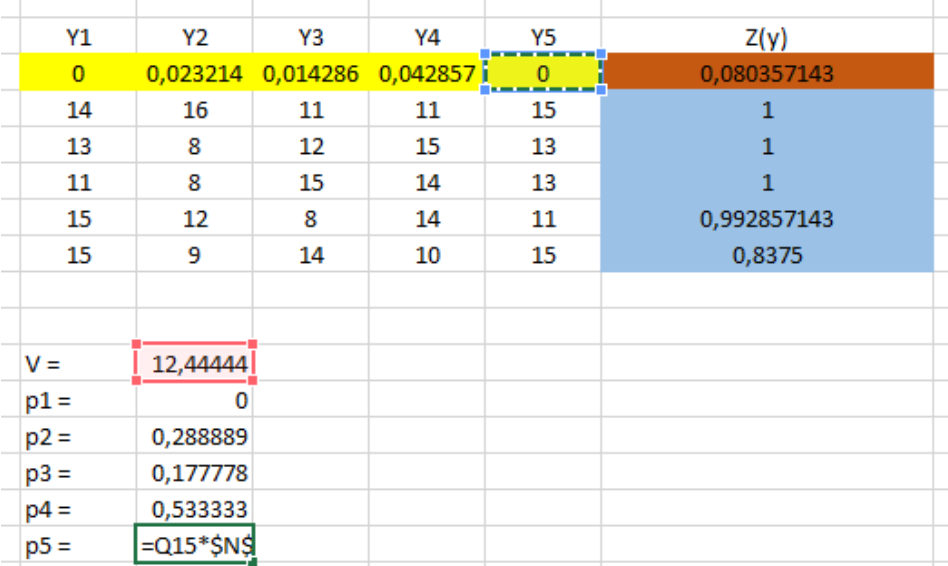 Y1 Y2 Y3 Y4 Y5 Z(y)
0 0,023214 0,014286 0,042857 0 0,080357143
14 16 11 11 15 1
13 8 12 15 13 1
11 8 15 14 13 1
15 12 8 14 11 0,992857143
15 9 14 10 15 0,8375
V = 12,44444
p1 = 0
p2 = 0,288889
p3 = 0,177778
p4 = 0,533333
p5 = =Q15*$N$